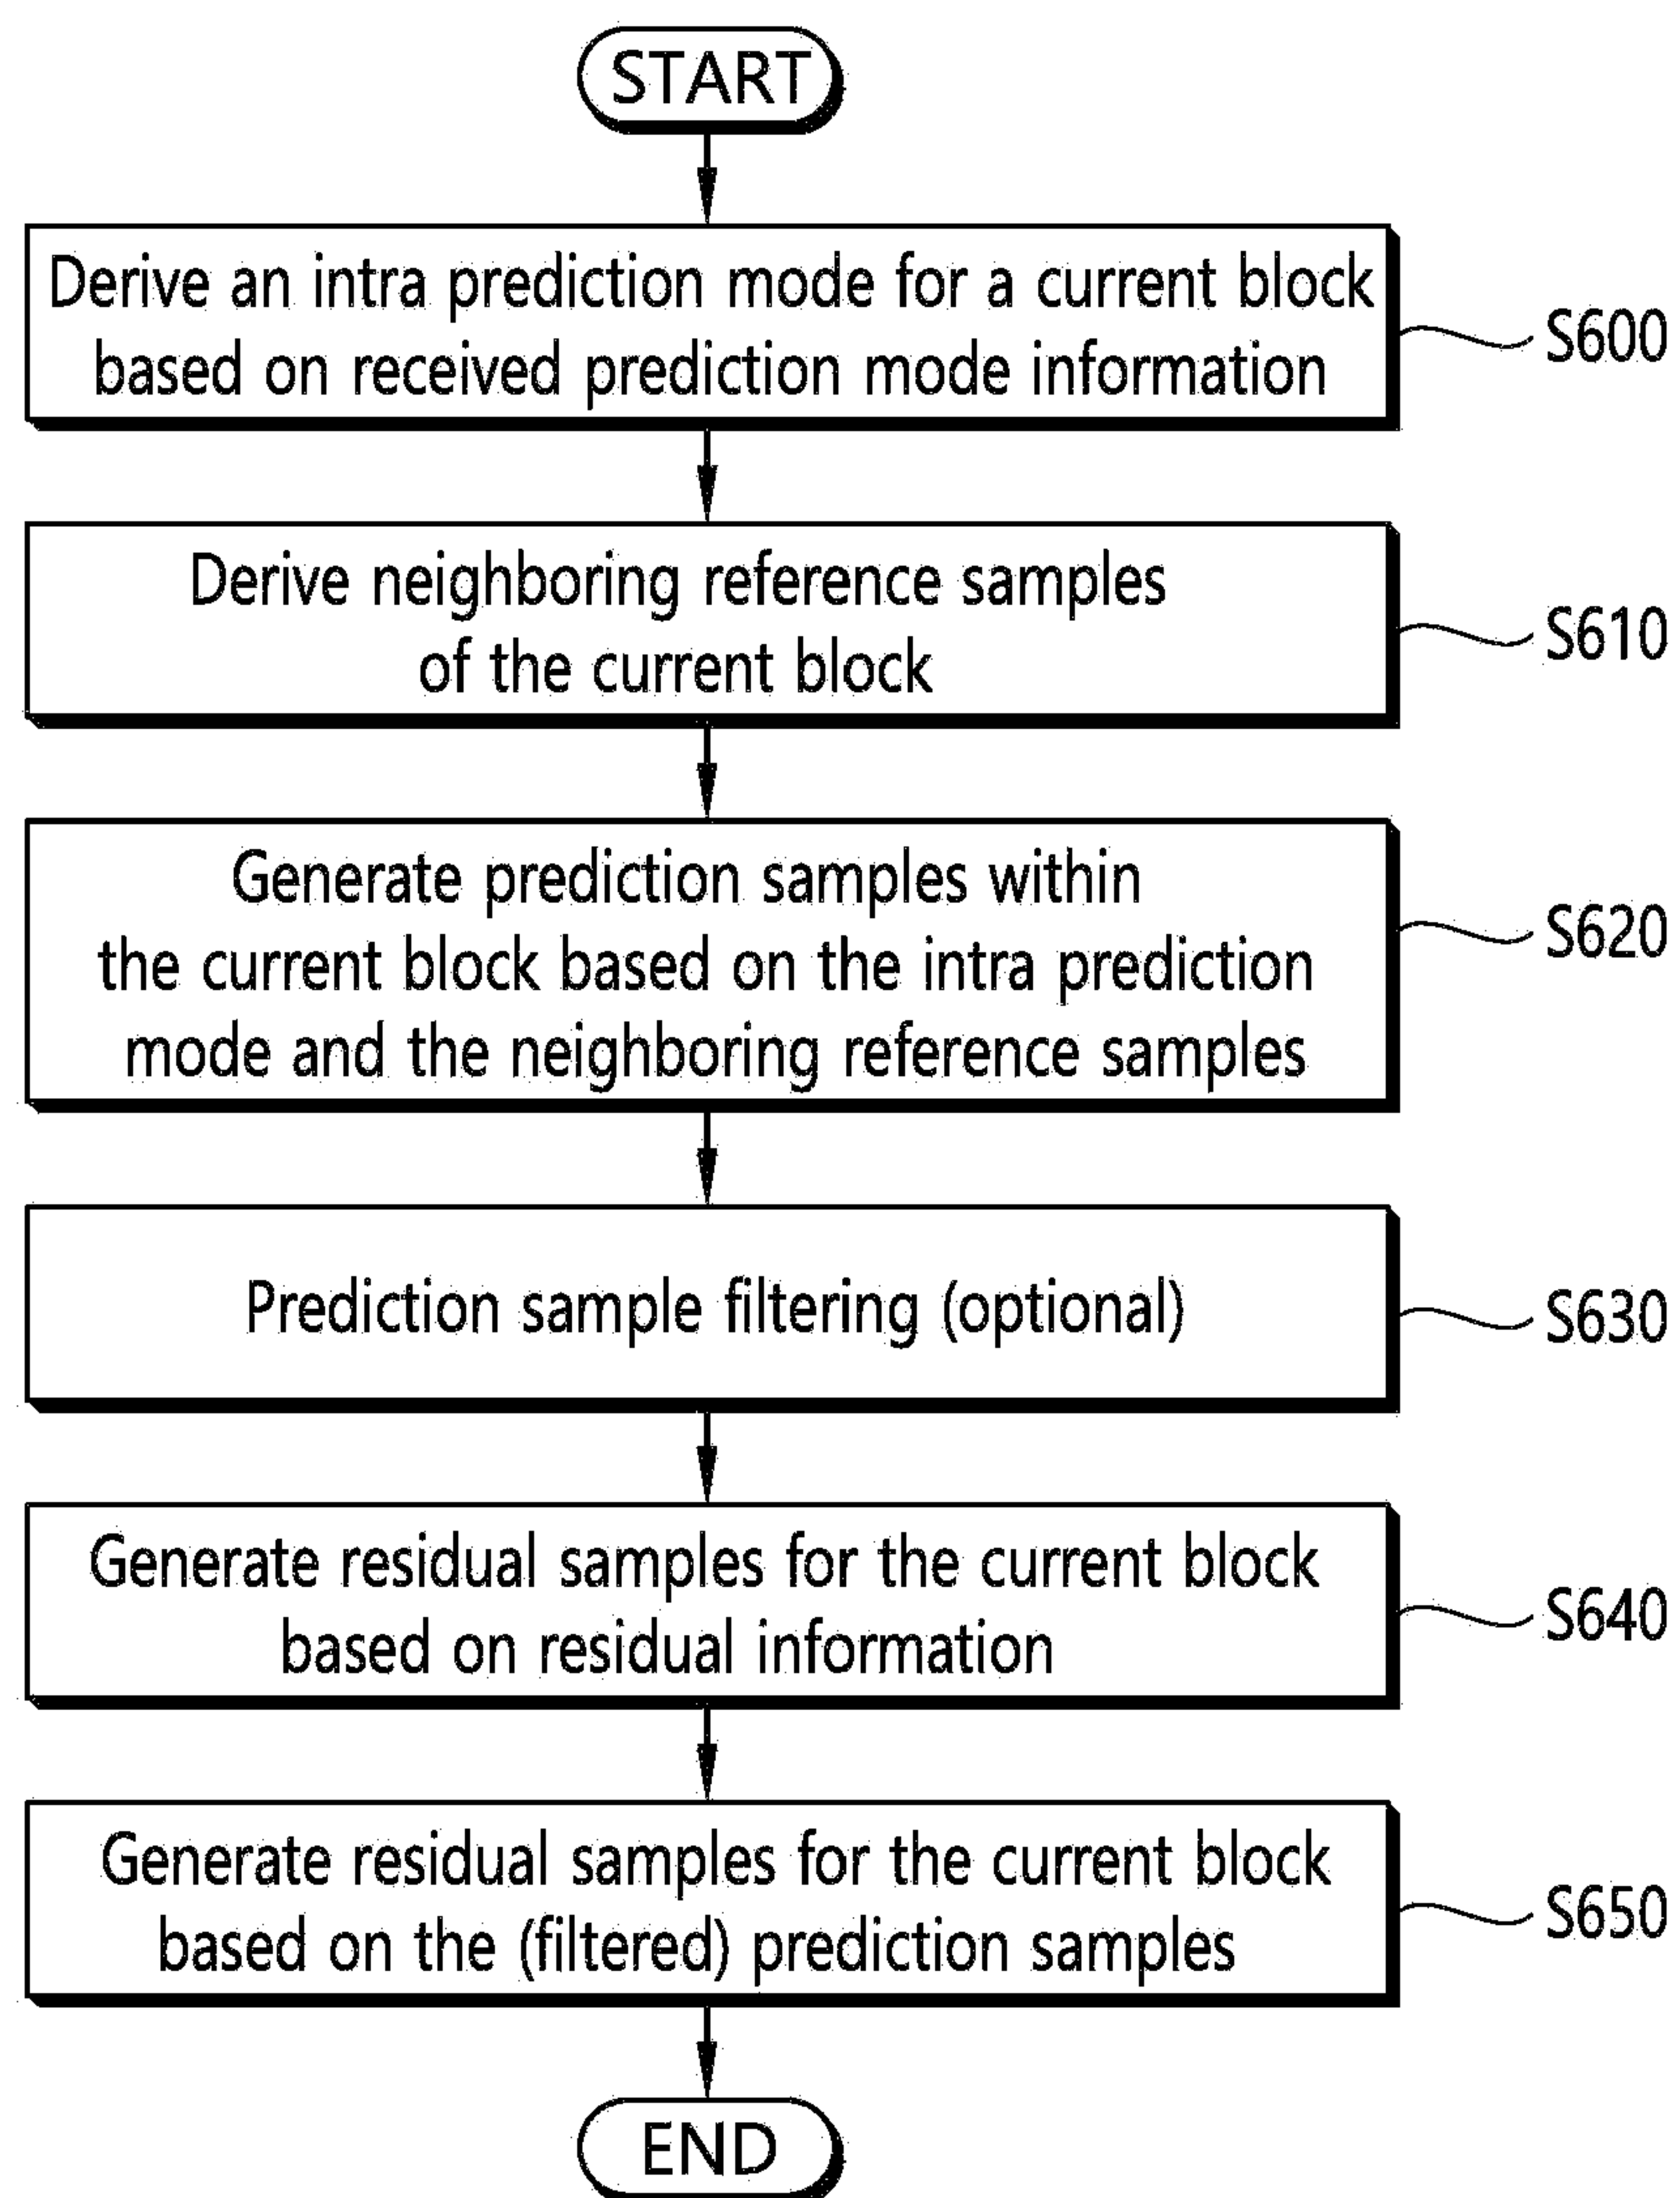 START
Derive an intra prediction mode for a current block
based on received prediction mode information
S600
Derive neighboring reference samples
of the current block
S610
Generate prediction samples within
the current block based on the intra prediction
mode and the neighboring reference samples
S620
Prediction sample filtering (optional)
S630
Generate residual samples for the current block
based on residual information
S640
Generate residual samples for the current block
based on the (filtered) prediction samples
S650
END